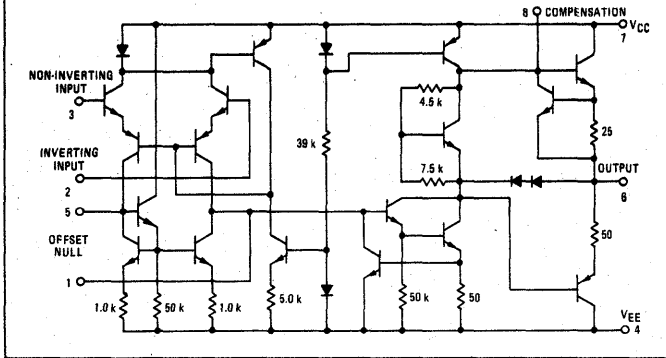 8 COMPENSATION
VCC
7
NON-INVERTING
INPUT
3
4.5 k
25
39 k
INVERTING
INPUT
2
7.5 k
OUTPUT
6
5
OFFSET
NULL
50
1
1.0 k
50 k
1.0 k
5.0 k
50 k
50
VEE
4